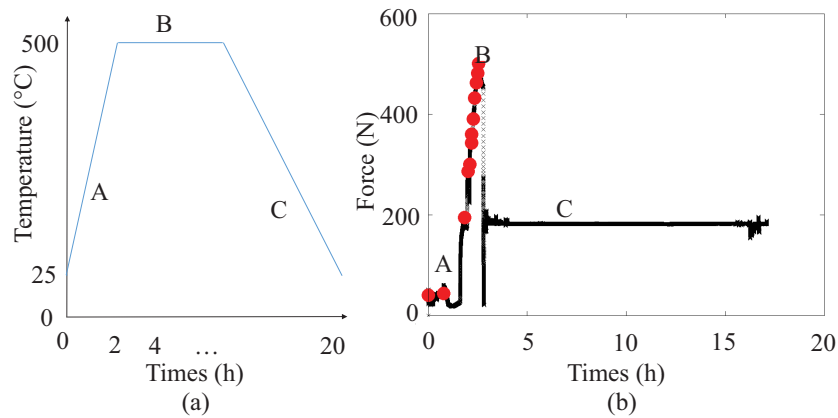 500
B
Temperature (°C)
A
C
25
0
0 2 4 ... 20
Times (h)
(a)
600
B
400
Force (N)
200
C
A
0
0 5 10 15 20
Times (h)
(b)